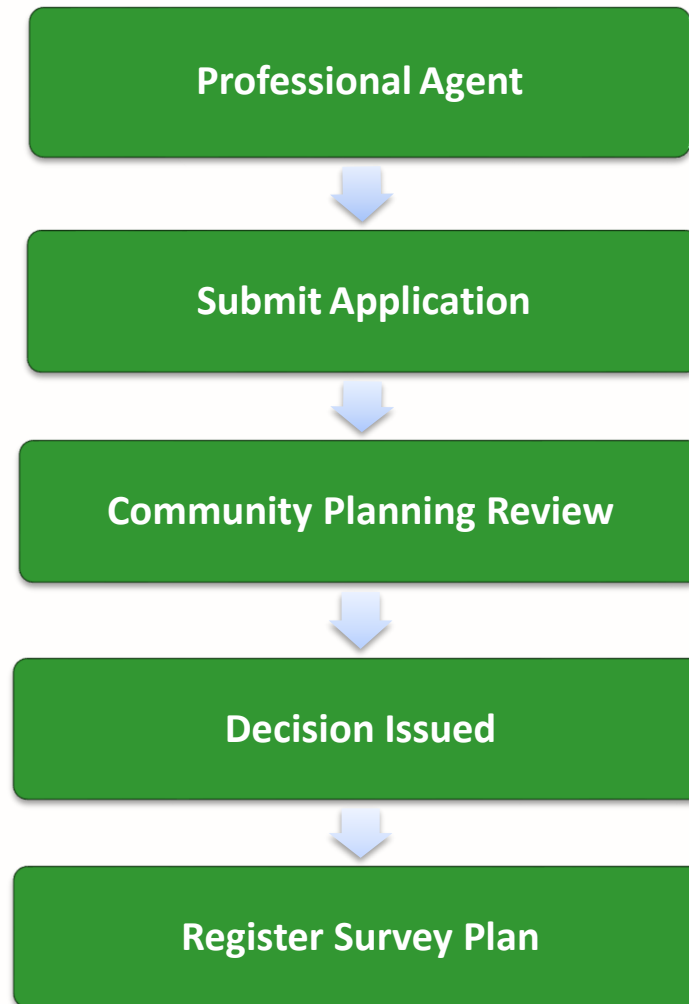 Professional Agent
Submit Application
Community Planning Review
Decision Issued
Register Survey Plan